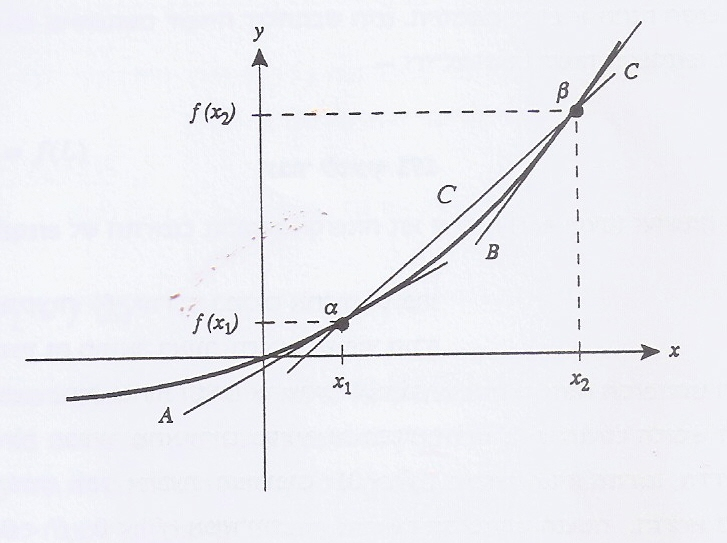 y
β
C
f(x₂)
C
B
α
f(x₁)
x
x₁
x₂
A